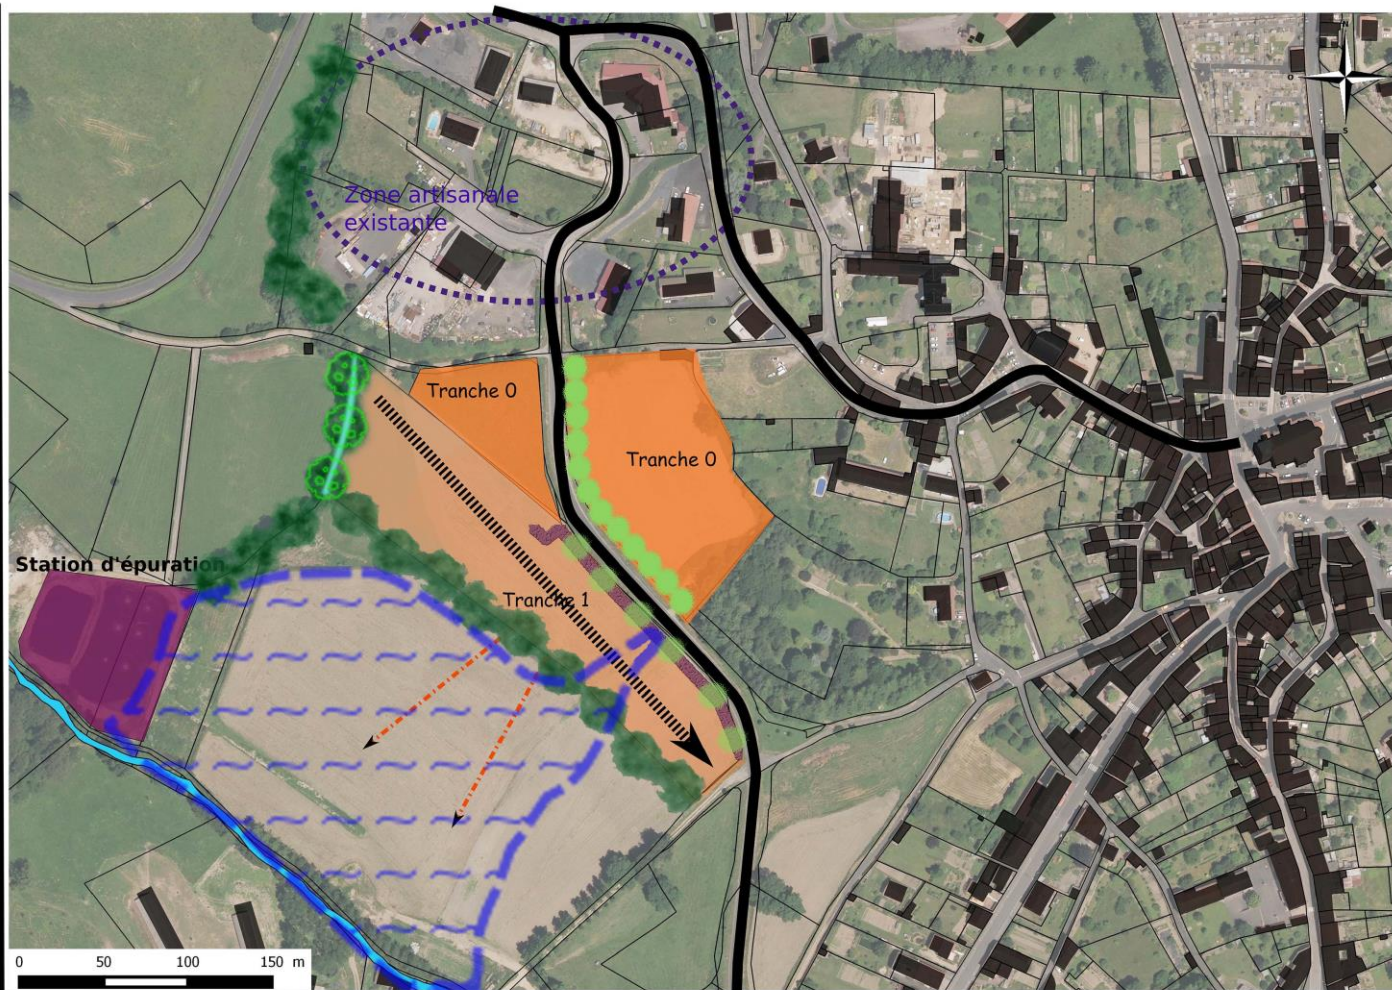 Zone artisanale
existante
Tranche 0
Tranche 0
Station d'épuration
Tranche 1
0 50 100 150 m